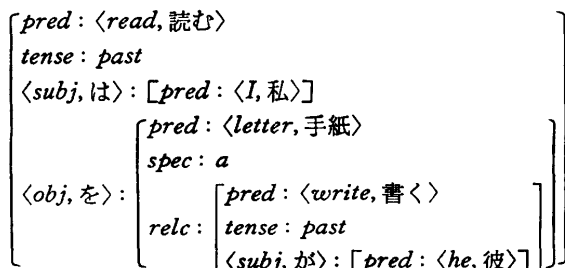 pred : 〈read, 読む〉
tense : past
〈subj, は〉 : [pred : 〈I, 私〉]
pred : 〈letter, 手紙〉
spec : a
〈obj, を〉 :
pred : 〈write, 書く〉
relc : tense : past
〈subj, が〉 : [pred : 〈he, 彼〉]